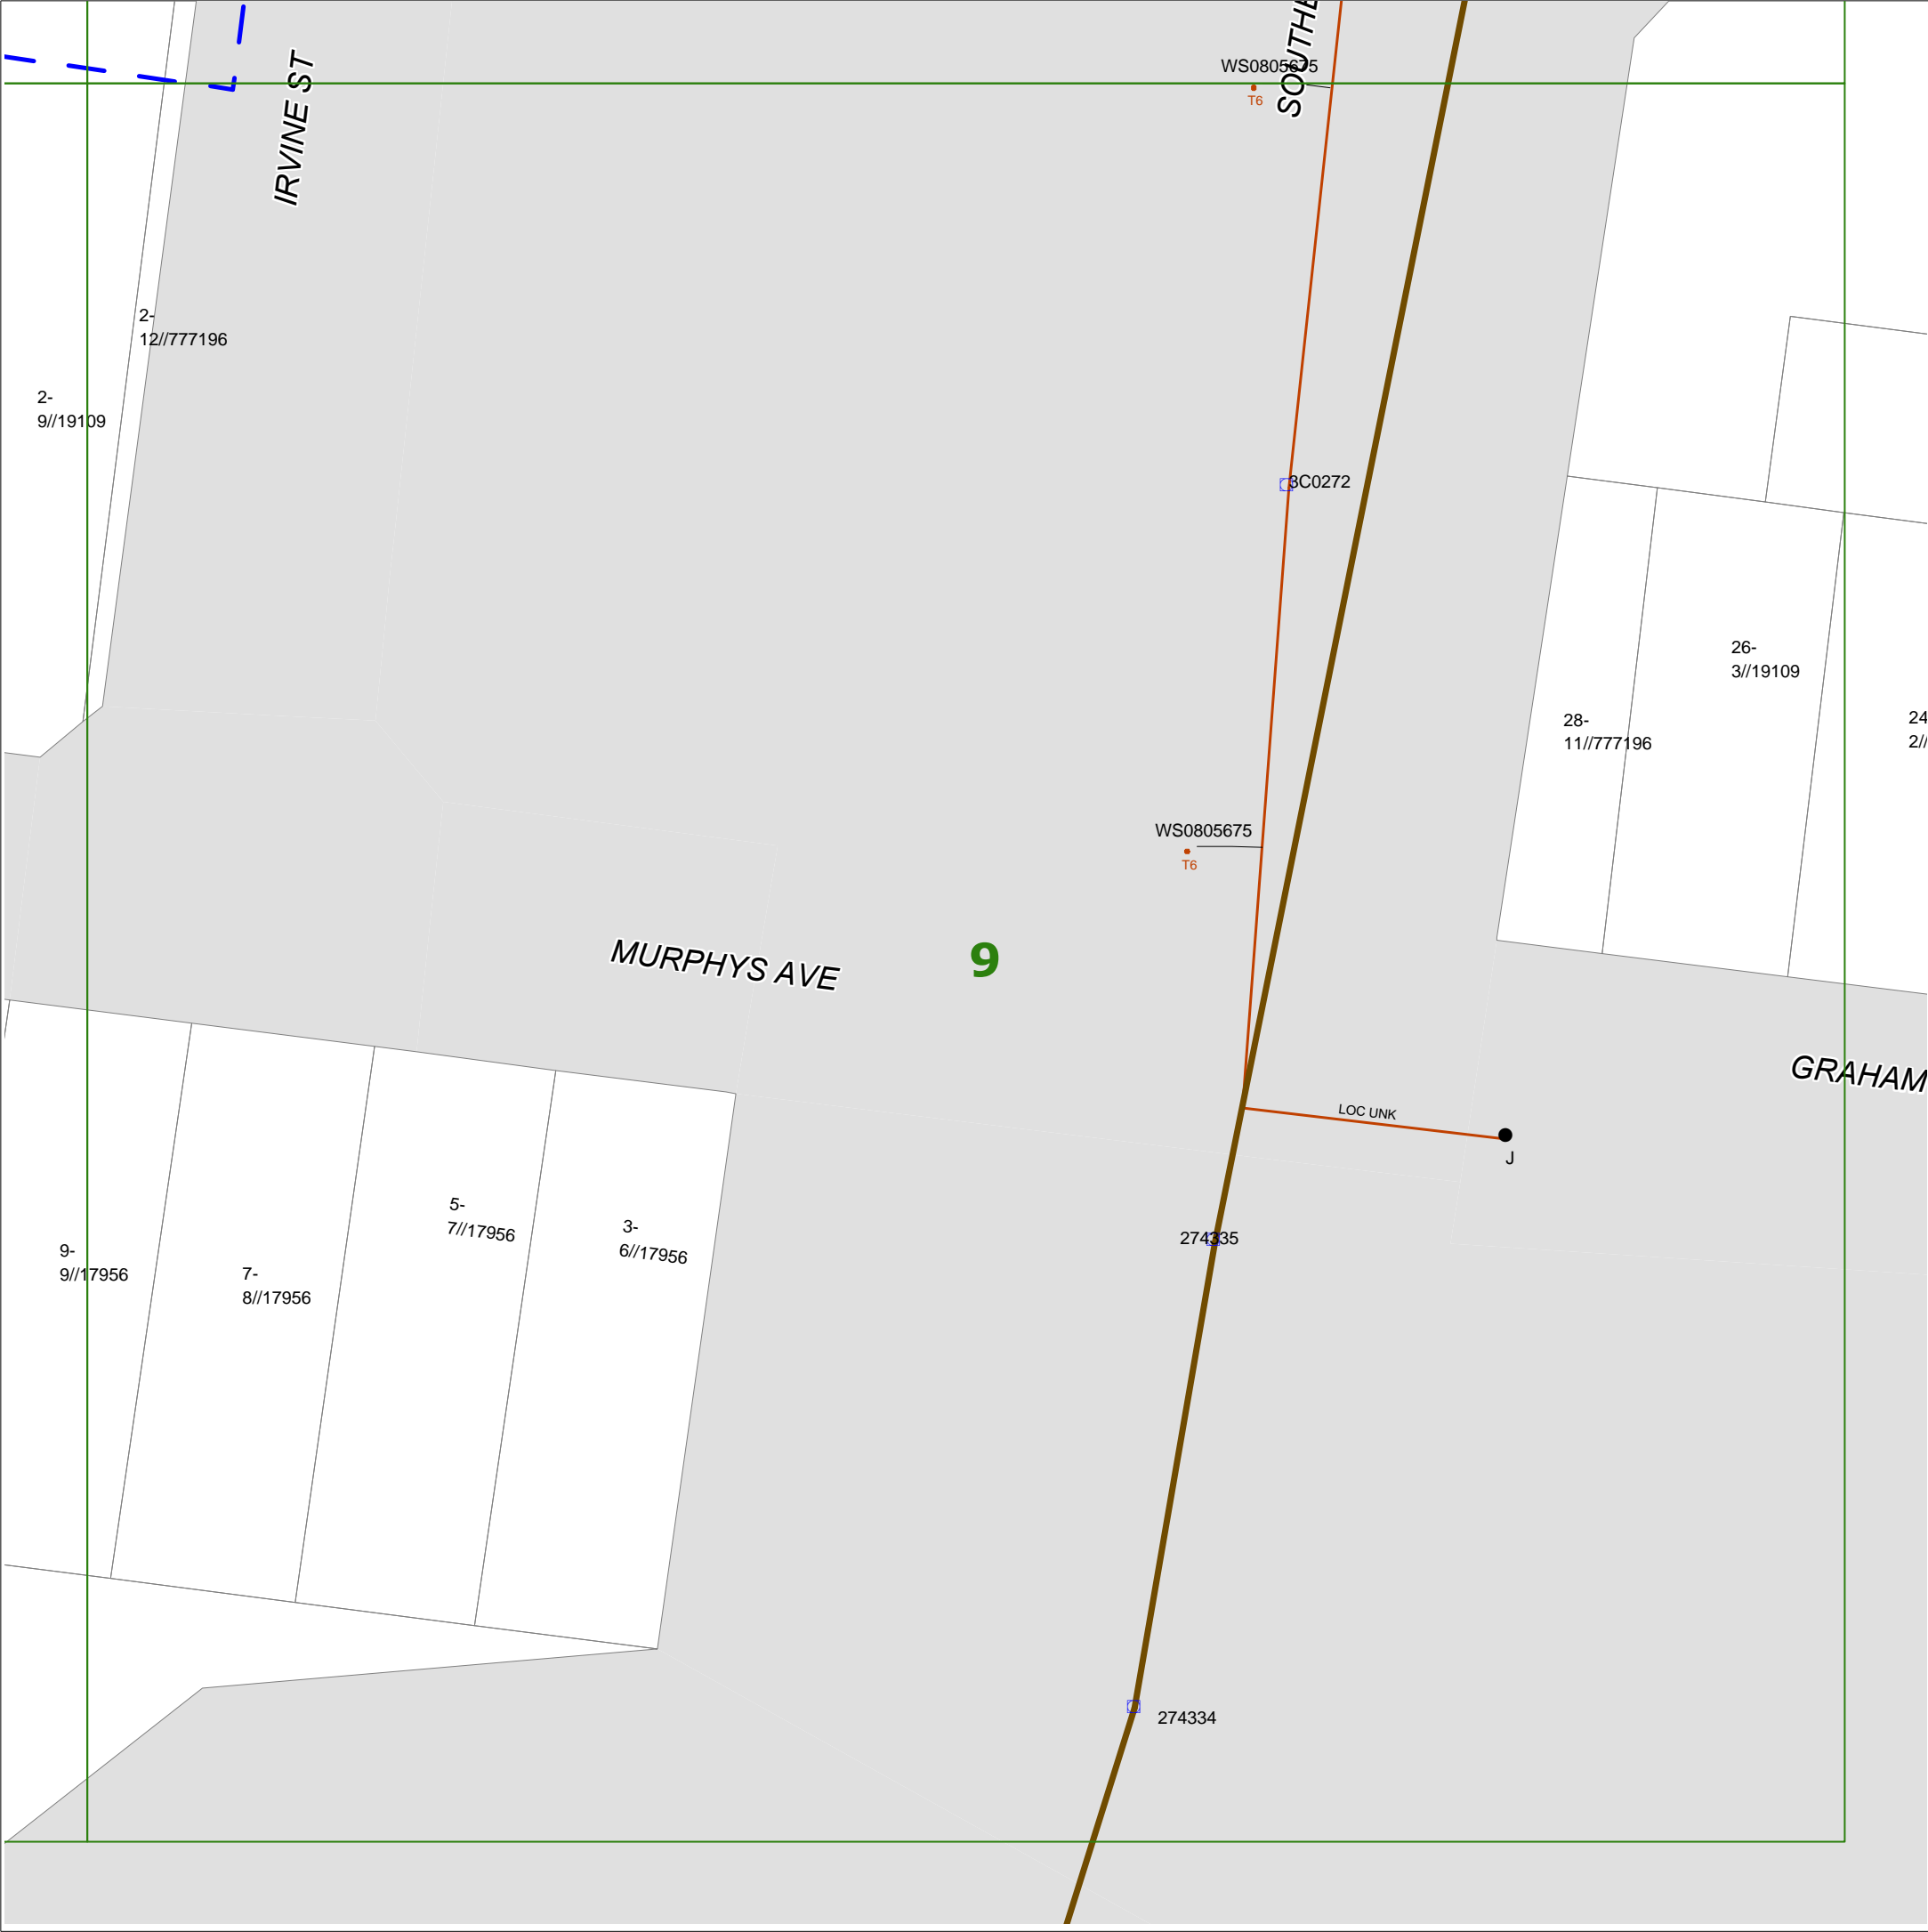 WS0805675
T6
SOUTHE
IRVINE ST
2-
12//777196
2-
9//19109
3C0272
26-
3//19109
28-
11//777196
24
2//
WS0805675
T6
MURPHYS AVE
9
GRAHAM
LOC UNK
J
5-
7//17956
3-
6//17956
274335
9-
9//17956
7-
8//17956
274334